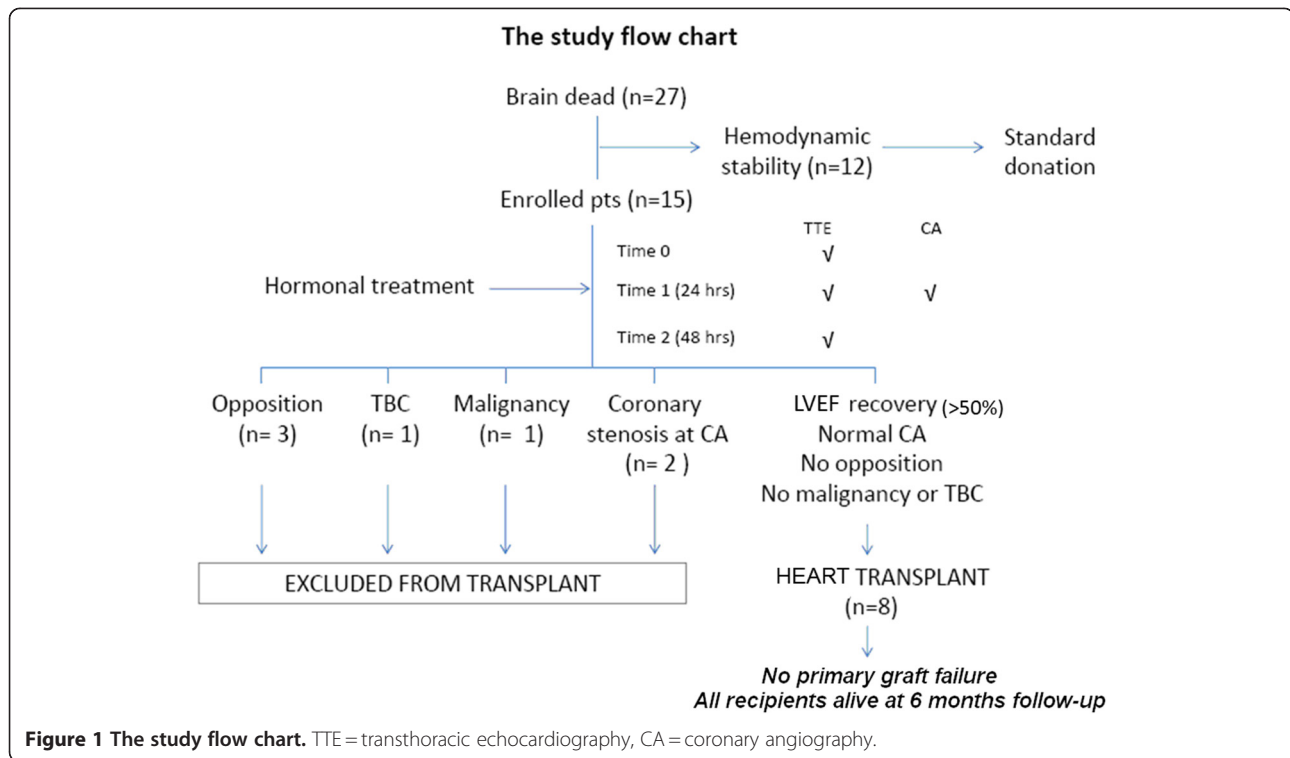 The study flow chart
Brain dead (n=27)
Hemodynamic
stability (n=12)
Standard
donation
Enrolled pts (n=15)
TTE CA
Time 0 √
Hormonal treatment
Time 1 (24 hrs) √ √
Time 2 (48 hrs) √
Opposition
(n= 3)
TBC
(n= 1)
Malignancy
(n= 1)
Coronary
stenosis at CA
(n= 2 )
LVEF recovery (>50%)
Normal CA
No opposition
No malignancy or TBC
EXCLUDED FROM TRANSPLANT
HEART TRANSPLANT
(n=8)
No primary graft failure
All recipients alive at 6 months follow-up
Figure 1 The study flow chart. TTE = transthoracic echocardiography, CA = coronary angiography.